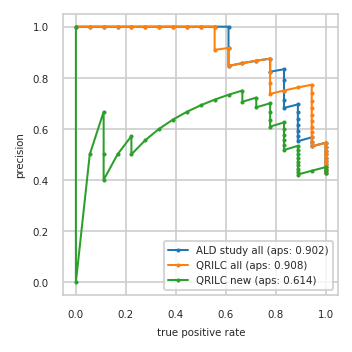 1.0
0.8
0.6
0.4
0.2
0.0
precision
ALD study all (aps: 0.902)
QRILC all (aps: 0.908)
QRILC new (aps: 0.614)
0.0 0.2 0.4 0.6 0.8 1.0
true positive rate